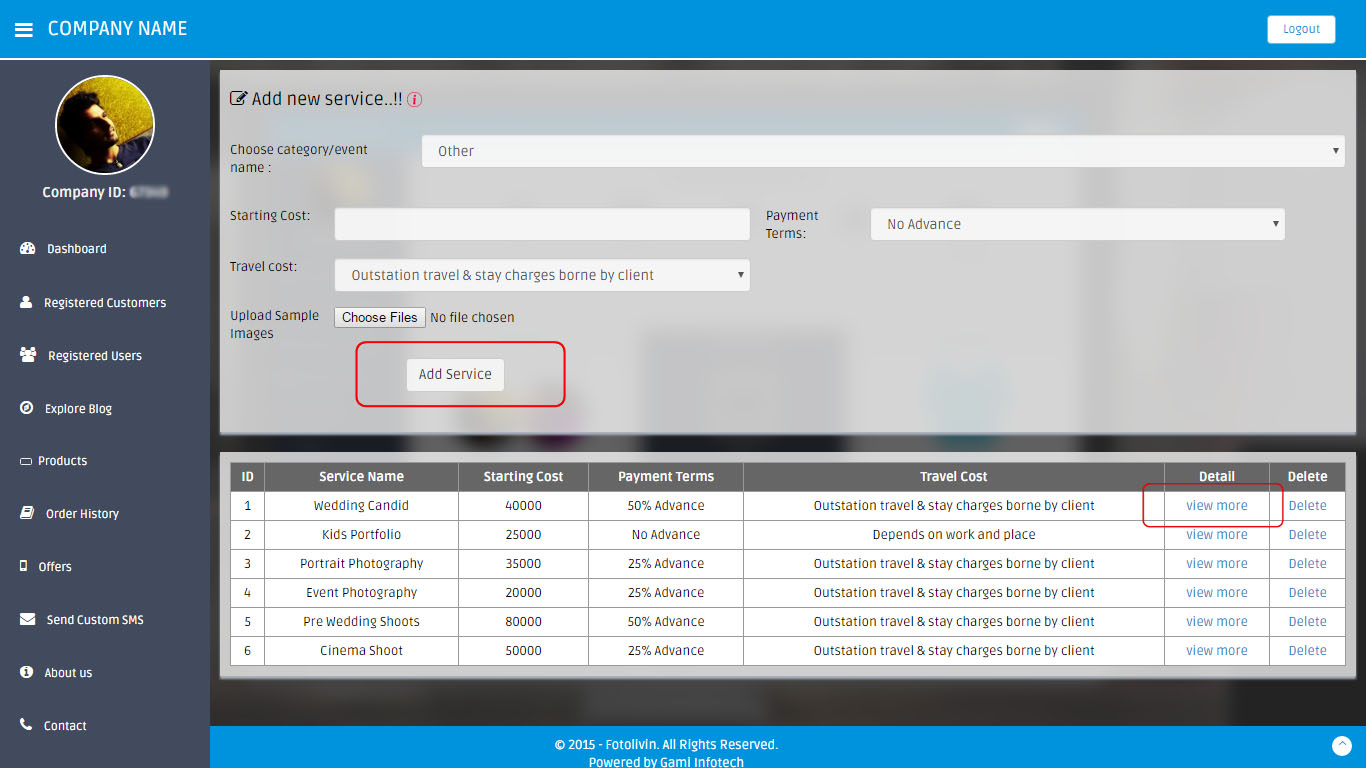 COMPANY NAME
Logout
Company ID:
Dashboard
Registered Customers
Registered Users
Explore Blog
Products
Order History
Offers
Send Custom SMS
About us
Contact
Add new service..!! i
Choose category/event
name :
Other
Starting Cost:
Payment
Terms:
No Advance
Travel cost:
Outstation travel & stay charges borne by client
Upload Sample
Images
Choose Files No file chosen
Add Service
ID Service Name Starting Cost Payment Terms Travel Cost Detail Delete
1 Wedding Candid 40000 50% Advance Outstation travel & stay charges borne by client view more Delete
2 Kids Portfolio 25000 No Advance Depends on work and place view more Delete
3 Portrait Photography 35000 25% Advance Outstation travel & stay charges borne by client view more Delete
4 Event Photography 20000 25% Advance Outstation travel & stay charges borne by client view more Delete
5 Pre Wedding Shoots 80000 50% Advance Outstation travel & stay charges borne by client view more Delete
6 Cinema Shoot 50000 25% Advance Outstation travel & stay charges borne by client view more Delete
© 2015 - Fotolivin. All Rights Reserved.
Powered by Gami Infotech